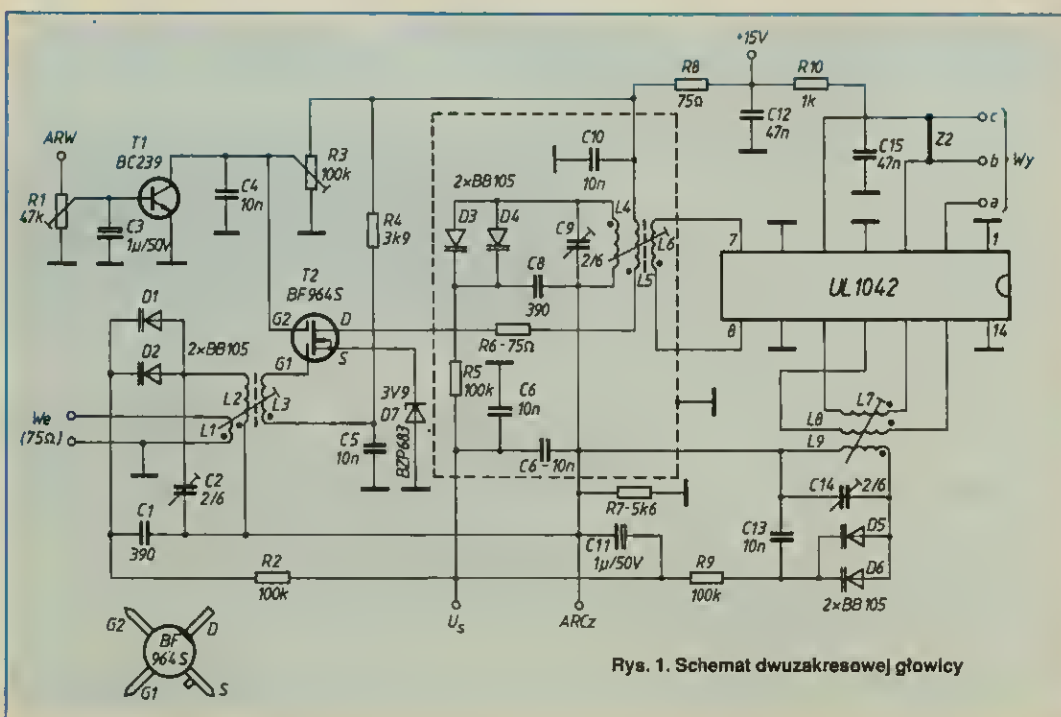 +15V
R8
75Ω
R10
1k
ARW
T1
BC239
R3
100k
C10
10n
C12
47n
C15
47n
Z2
c
b
a
Wy
R1
47k
C3
1µ/50V
C4
10n
R4
3k9
2×BB105
D3
D4
C9
2/6
L4
L5
L6
C8
390
7
1
UL1042
8
14
T2
BF964S
G2
D
S
G1
R6-75Ω
D1
D2
2×BB105
L2
L3
L1
We
(75Ω)
3V9
D7
BZP683
R5
100k
C6
10n
C6-10n
L7
L8
L9
C2
2/6
C5
10n
C1
390
R7-5k6
C11
1µ/50V
C13
10n
C14
2/6
D5
D6
2×BB105
R2
100k
R9
100k
Us
ARCz
G2
D
BF
964S
G1
S
Rys. 1. Schemat dwuzakresowej głowicy